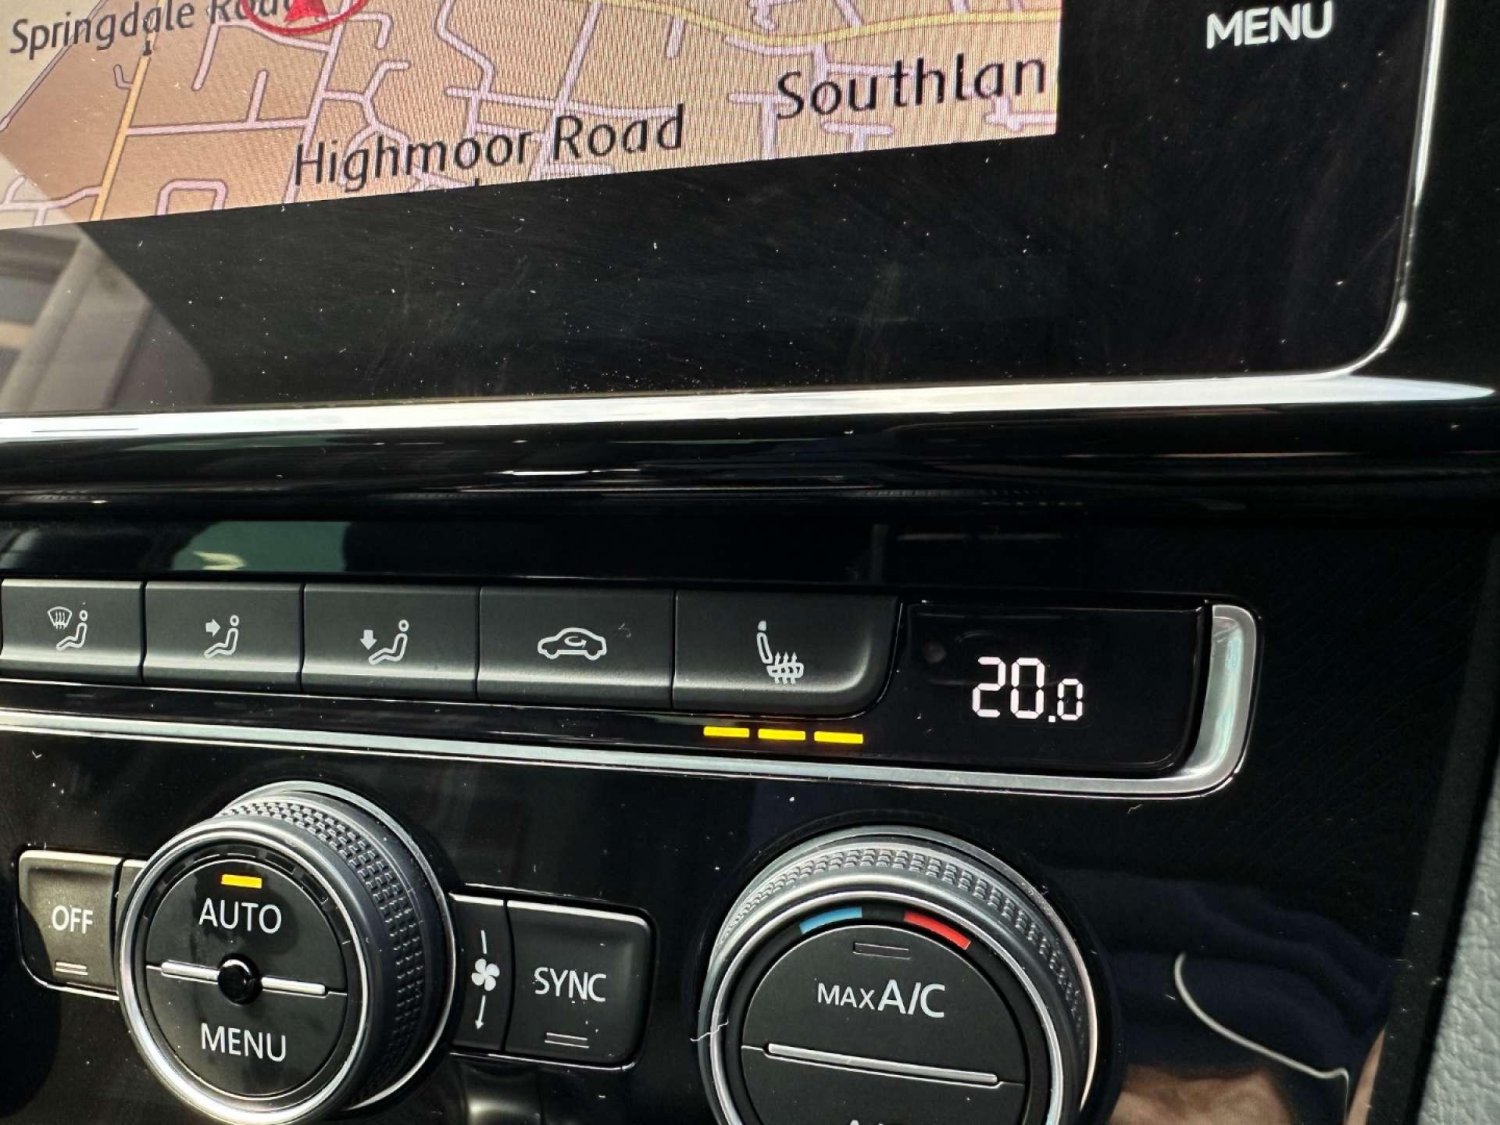 Springdale Road
MENU
Southlan
Highmoor Road
20.0
OFF
AUTO
MENU
SYNC
MAX A/C